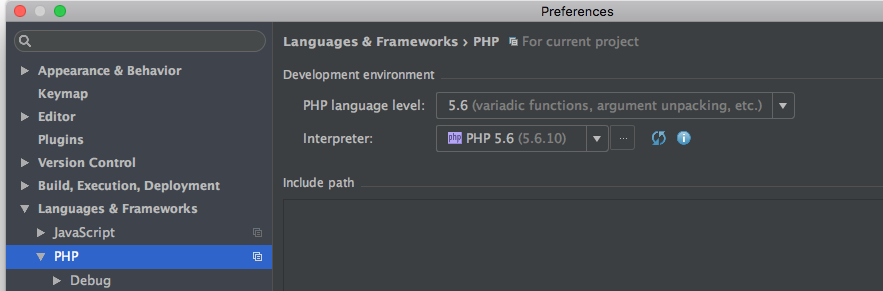 Preferences
Languages & Frameworks › PHP For current project
Appearance & Behavior
Development environment
Keymap
PHP language level: 5.6 (variadic functions, argument unpacking, etc.)
Editor
Interpreter: php PHP 5.6 (5.6.10) ...
Plugins
Version Control
Build, Execution, Deployment
Include path
Languages & Frameworks
JavaScript
PHP
Debug